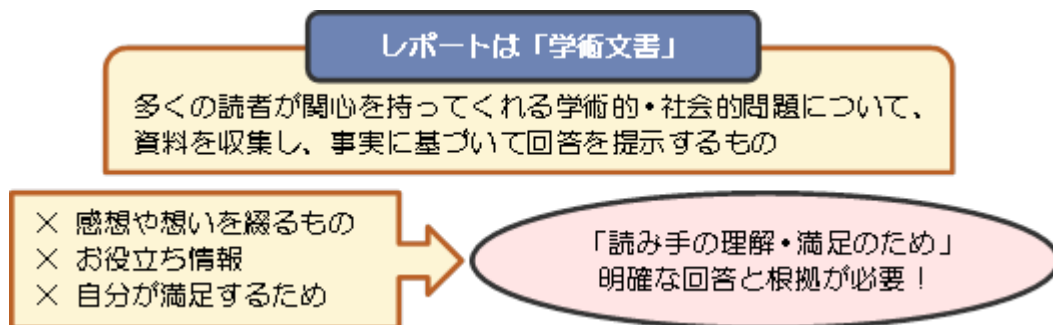 レポートは「学術文書」
多くの読者が関心を持ってくれる学術的・社会的問題について、
資料を収集し、事実に基づいて回答を提示するもの
× 感想や想いを綴るもの
× お役立ち情報
× 自分が満足するため
「読み手の理解・満足のため」
明確な回答と根拠が必要！